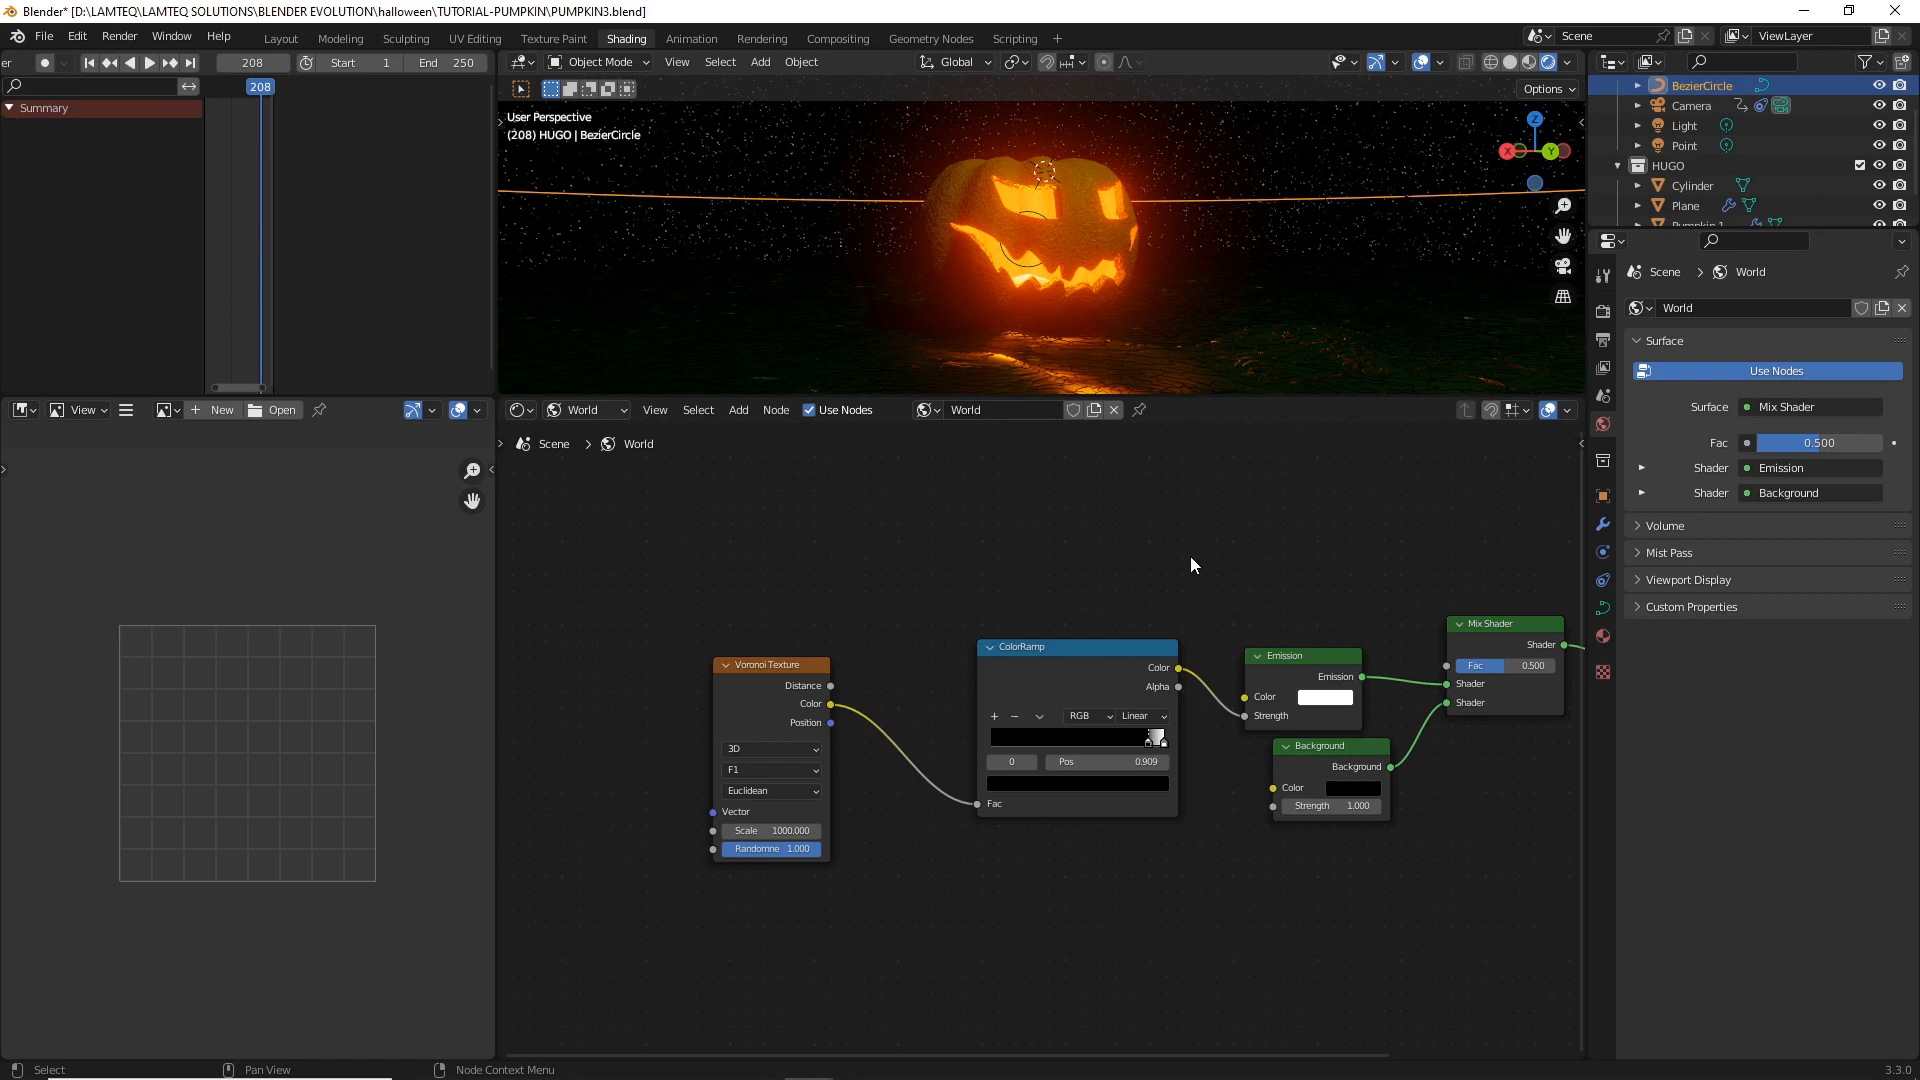 Blender* [D:\LAMTEQ\LAMTEQ SOLUTIONS\BLENDER EVOLUTION\halloween\TUTORIAL-PUMPKIN\PUMPKIN3.blend]
File Edit Render Window Help Layout Modeling Sculpting UV Editing Texture Paint Shading Animation Rendering Compositing Geometry Nodes Scripting + Scene ViewLayer
er 208 Start 1 End 250 Object Mode View Select Add Object Global
208 Options
Summary
User Perspective
(208) HUGO | BezierCircle
Z
X Y
BezierCircle
Camera
Light
Point
HUGO
Cylinder
Plane
Pumpkin.1
Scene > World
World
Surface
Use Nodes
Surface Mix Shader
Fac 0.500
Shader Emission
Shader Background
Volume
Mist Pass
Viewport Display
Custom Properties
View New Open World View Select Add Node Use Nodes World
Scene > World
Voronoi Texture
Distance
Color
Position
3D
F1
Euclidean
Vector
Scale 1000.000
Randomne 1.000
ColorRamp
Color
Alpha
RGB Linear
0 Pos 0.909
Fac
Emission
Emission
Color
Strength
Background
Background
Color
Strength 1.000
Mix Shader
Shader
Fac 0.500
Shader
Shader
Select Pan View Node Context Menu 3.3.0